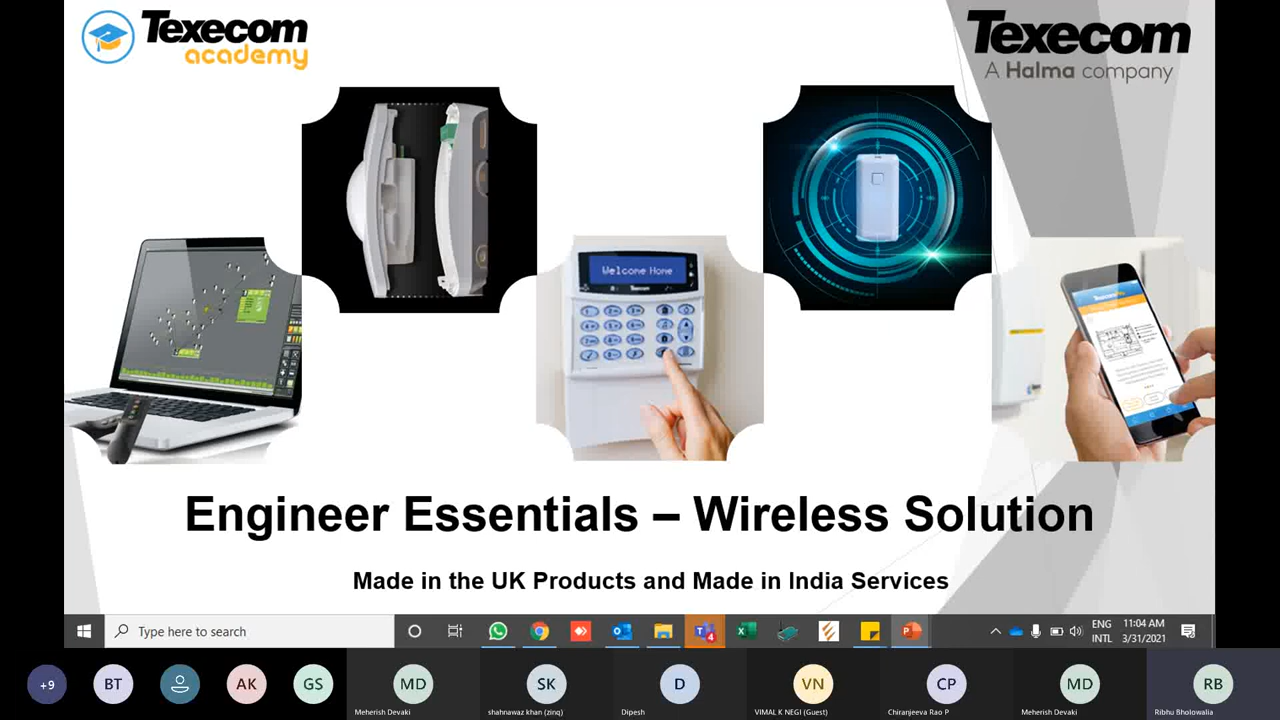 Texecom
academy
Texecom
A Halma company
Welcome Home
Texecom
Engineer Essentials – Wireless Solution
Made in the UK Products and Made in India Services
Type here to search
4
ENG
INTL
11:04 AM
3/31/2021
+9
BT
AK
GS
MD
SK
D
VN
CP
MD
RB
Meherish Devaki
shahnawaz khan (zinq)
Dipesh
VIMAL K NEGI (Guest)
Chiranjeeva Rao P
Meherish Devaki
Ribhu Bholowalia